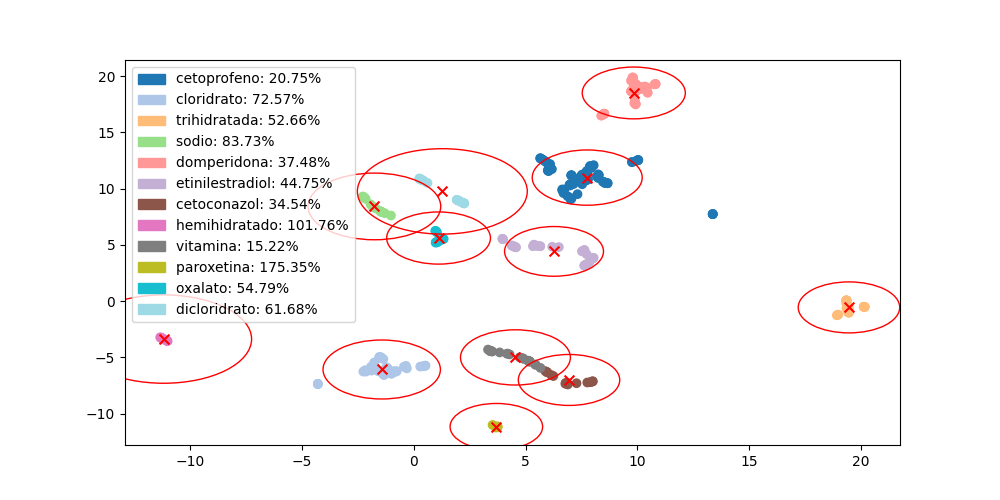 cetoprofeno: 20.75%
cloridrato: 72.57%
trihidratada: 52.66%
sodio: 83.73%
domperidona: 37.48%
etinilestradiol: 44.75%
cetoconazol: 34.54%
hemihidratado: 101.76%
vitamina: 15.22%
paroxetina: 175.35%
oxalato: 54.79%
dicloridrato: 61.68%
20
15
10
5
0
−5
−10
−10 −5 0 5 10 15 20